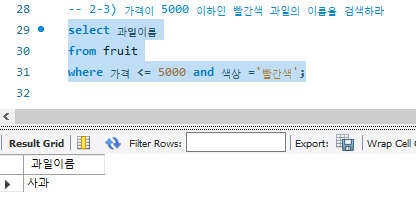 28 -- 2-3) 가격이 5000 이하인 빨간색 과일의 이름을 검색하라
29 select 과일이름
30 from fruit
31 where 가격 <= 5000 and 색상 ='빨간색';
32
Result Grid Filter Rows: Export: Wrap Cell C
과일이름
사과